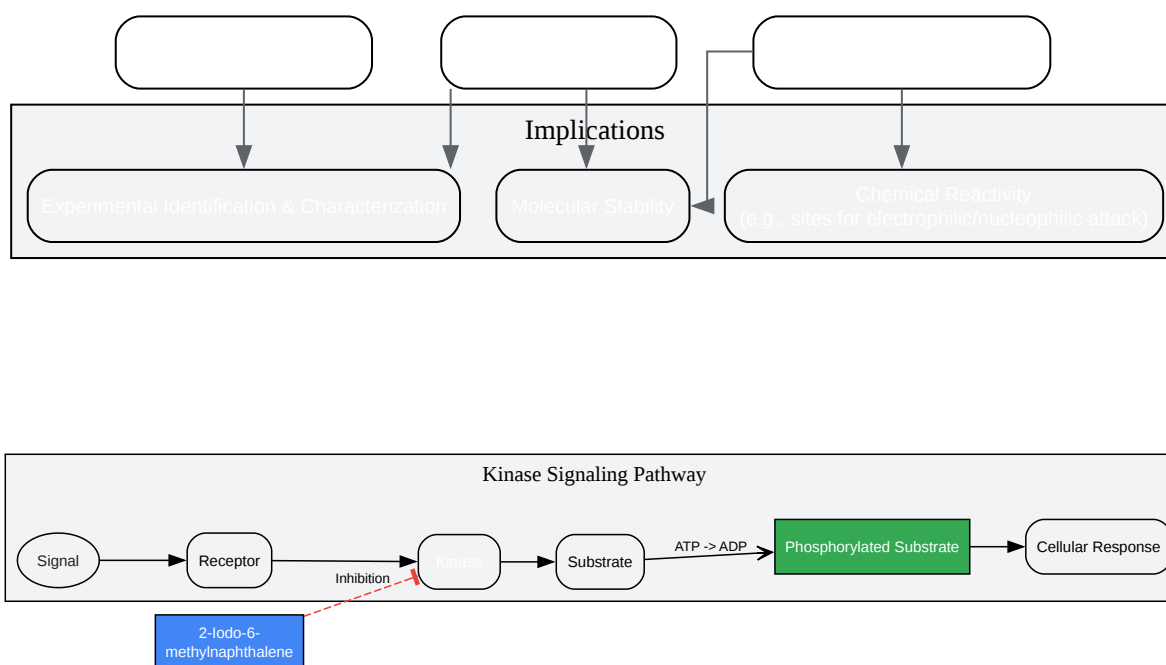 Implications
Experimental Identification & Characterization
Molecular Stability
Chemical Reactivity
(e.g., sites for electrophilic/nucleophilic attack)
Kinase Signaling Pathway
Signal
Receptor
Inhibition
Kinase
Substrate
ATP -> ADP
Phosphorylated Substrate
Cellular Response
2-Iodo-6-
methylnaphthalene